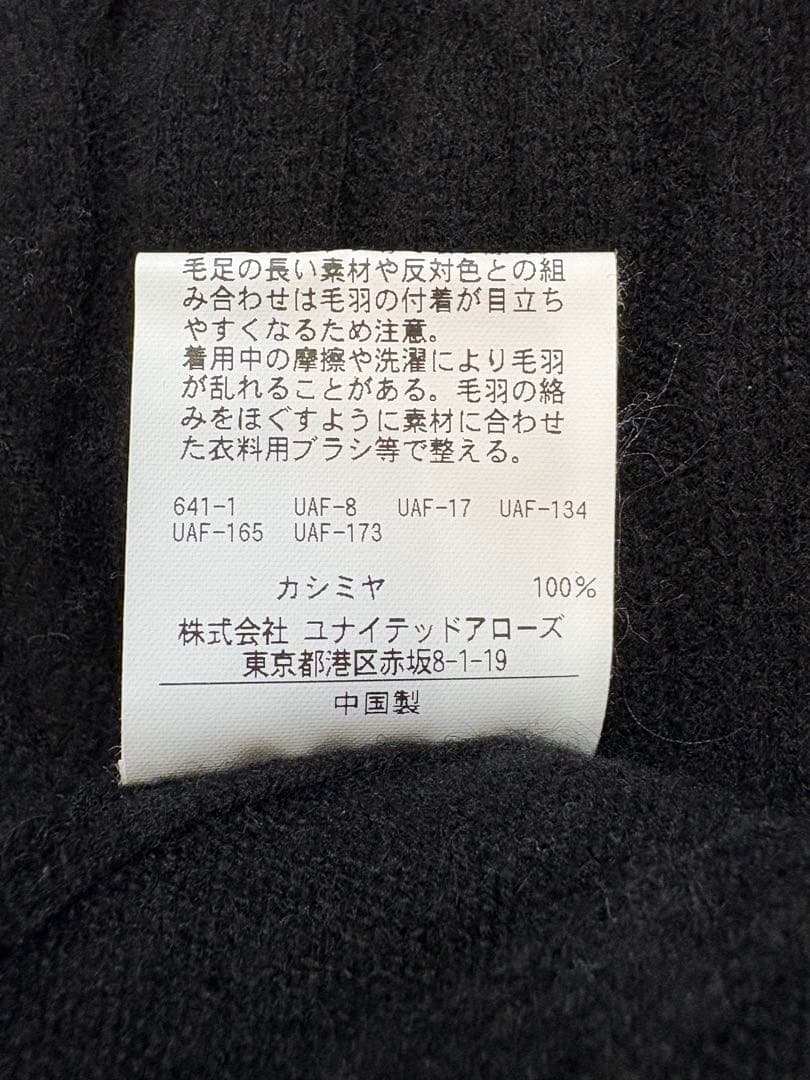 毛足の長い素材や反対色との組
み合わせは毛羽の付着が目立ち
やすくなるため注意。
着用中の摩擦や洗濯により毛羽
が乱れることがある。毛羽の絡
みをほぐすように素材に合わせ
た衣料用ブラシ等で整える。
641-1 UAF-8 UAF-17 UAF-134
UAF-165 UAF-173
カシミヤ 100%
株式会社 ユナイテッドアローズ
東京都港区赤坂8-1-19
中国製